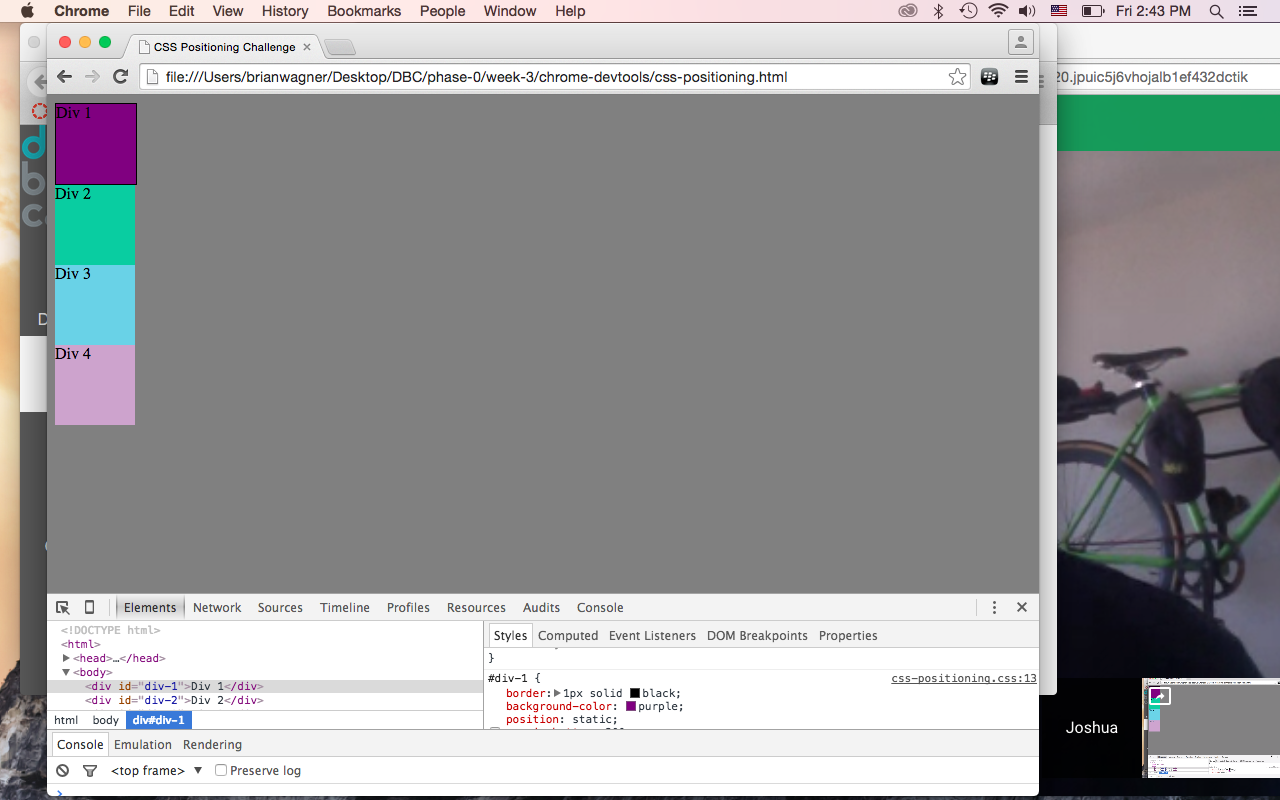 Chrome File Edit View History Bookmarks People Window Help Fri 2:43 PM
CSS Positioning Challenge
file:///Users/brianwagner/Desktop/DBC/phase-0/week-3/chrome-devtools/css-positioning.html
20.jpuic5j6vhojalb1ef432dctik
d
b
c
D
Div 1
Div 2
Div 3
Div 4
Elements Network Sources Timeline Profiles Resources Audits Console
<!DOCTYPE html>
<html>
<head>…</head>
<body>
<div id="div-1">Div 1</div>
<div id="div-2">Div 2</div>
html body div#div-1
Styles Computed Event Listeners DOM Breakpoints Properties
}
#div-1 { css-positioning.css:13
border: 1px solid black;
background-color: purple;
position: static;
Console Emulation Rendering
<top frame> Preserve log
>
Joshua